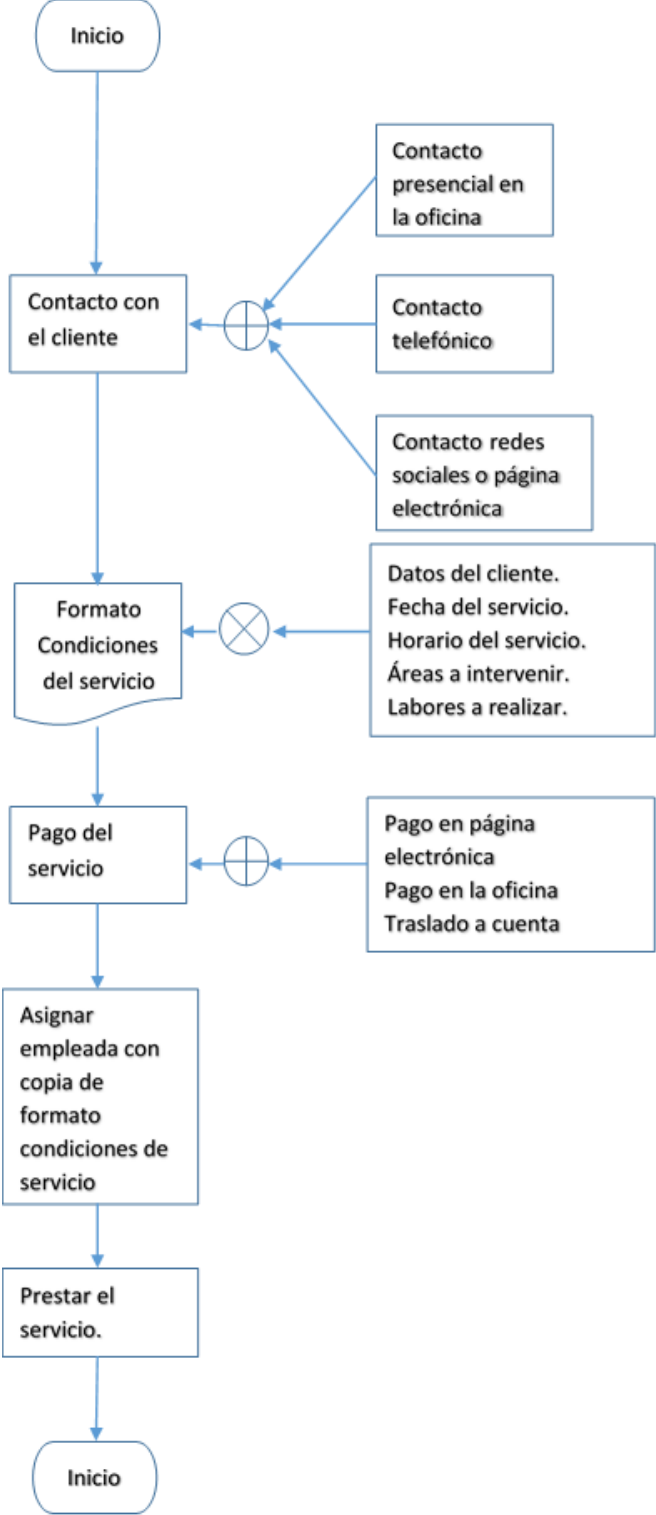 Inicio
Contacto
presencial en
la oficina
Contacto con
el cliente
Contacto
telefónico
Contacto redes
sociales o página
electrónica
Formato
Condiciones
del servicio
Datos del cliente.
Fecha del servicio.
Horario del servicio.
Áreas a intervenir.
Labores a realizar.
Pago del
servicio
Pago en página
electrónica
Pago en la oficina
Traslado a cuenta
Asignar
empleada con
copia de
formato
condiciones de
servicio
Prestar el
servicio.
Inicio